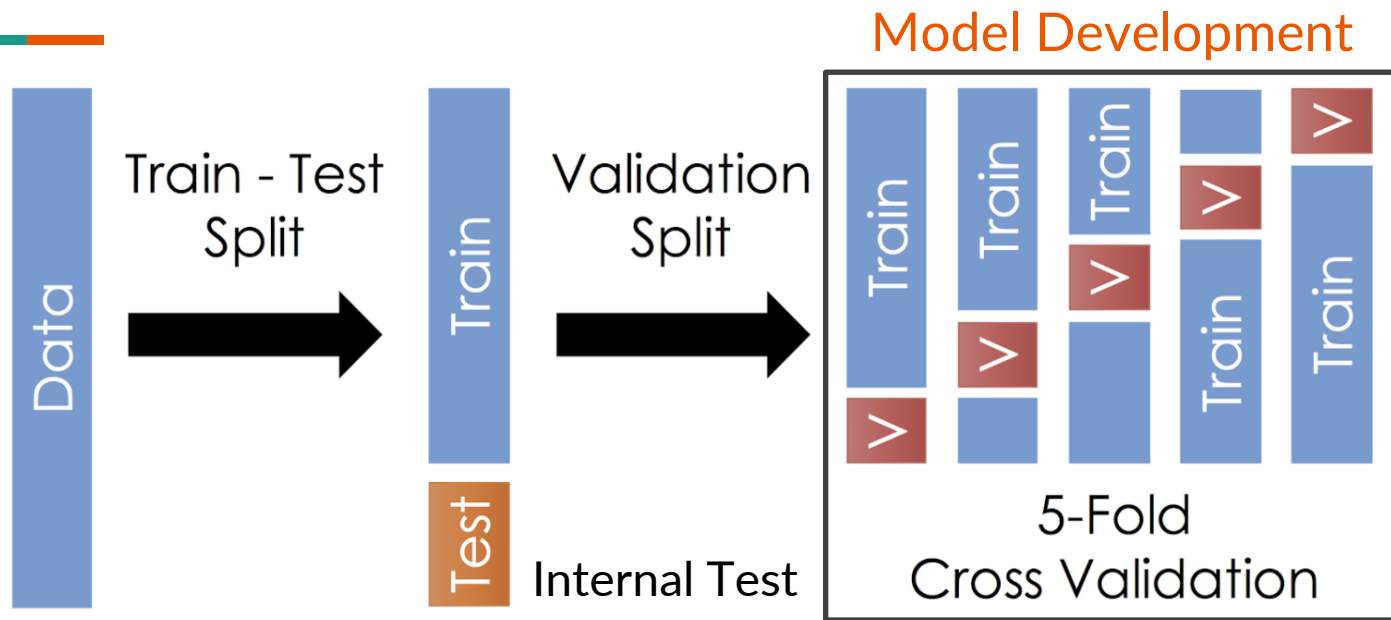 Model Development
Data
Train - Test
Split
Train
Test
Internal Test
Validation
Split
Train
V
Train
V
Train
V
V
Train
V
Train
5-Fold
Cross Validation